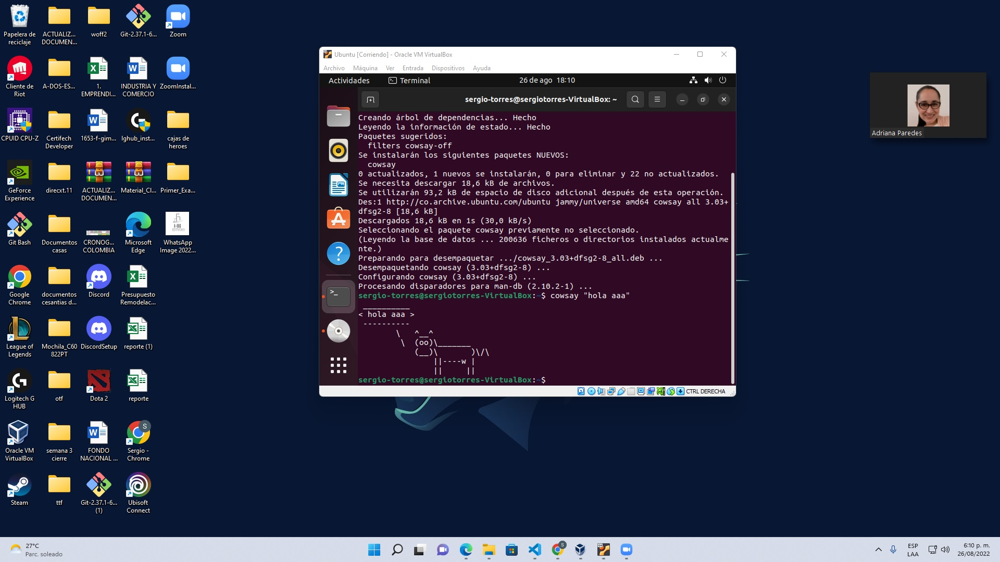 Papelera de
reciclaje
ACTUALIZ...
DOCUMEN...
woff2
Git-2.37.1-6...
Zoom
Cliente de
Riot
A-DOS-ES...
1.
EMPRENDI...
INDUSTRIA Y
COMERCIO
ZoomInstal...
CPUID CPU-Z
Certifech
Developer
1653-f-gim...
lghub_inst...
cajas de
heroes
GeForce
Experience
direcxt.11
ACTUALIZ...
DOCUMEN...
Material_Cl...
Primer_Exa...
Git Bash
Documentos
casas
CRONOG...
COLOMBIA
Microsoft
Edge
WhatsApp
Image 2022...
Google
Chrome
documentos
cesantias d...
Discord
Presupuesto
Remodelac...
League of
Legends
Mochila_C60
822PT
DiscordSetup
reporte (1)
Logitech G
HUB
otf
Dota 2
reporte
Oracle VM
VirtualBox
semana 3
cierre
FONDO
NACIONAL ...
Sergio -
Chrome
Steam
ttf
Git-2.37.1-6...
(1)
Ubisoft
Connect
Ubuntu [Corriendo] - Oracle VM VirtualBox
Archivo Máquina Ver Entrada Dispositivos Ayuda
Actividades Terminal 26 de ago 18:10
sergio-torres@sergiotorres-VirtualBox: ~
Creando árbol de dependencias... Hecho
Leyendo la información de estado... Hecho
Paquetes sugeridos:
filters cowsay-off
Se instalarán los siguientes paquetes NUEVOS:
cowsay
0 actualizados, 1 nuevos se instalarán, 0 para eliminar y 22 no actualizados.
Se necesita descargar 18,6 kB de archivos.
Se utilizarán 93,2 kB de espacio de disco adicional después de esta operación.
Des:1 http://co.archive.ubuntu.com/ubuntu jammy/universe amd64 cowsay all 3.03+
dfsg2-8 [18,6 kB]
Descargados 18,6 kB en 1s (30,0 kB/s)
Seleccionando el paquete cowsay previamente no seleccionado.
(Leyendo la base de datos ... 200636 ficheros o directorios instalados actualme
nte.)
Preparando para desempaquetar .../cowsay_3.03+dfsg2-8_all.deb ...
Desempaquetando cowsay (3.03+dfsg2-8) ...
Configurando cowsay (3.03+dfsg2-8) ...
Procesando disparadores para man-db (2.10.2-1) ...
sergio-torres@sergiotorres-VirtualBox:~$ cowsay "hola aaa"
 __________
< hola aaa >
 ----------
        \   ^__^
         \  (oo)\_______
            (__)\       )\/\
                ||----w |
                ||     ||
sergio-torres@sergiotorres-VirtualBox:~$
CTRL DERECHA
Adriana Paredes
27°C
Parc. soleado
ESP
LAA
6:10 p. m.
26/08/2022